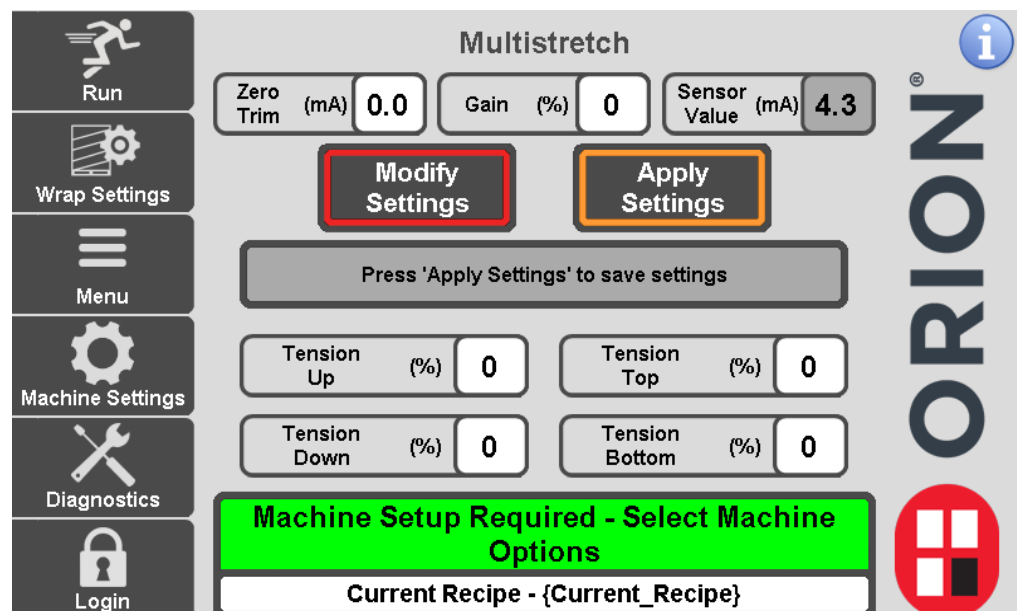 Run
Wrap Settings
Menu
Machine Settings
Diagnostics
Login
Multistretch
i
Zero
Trim
(mA)
0.0
Gain
(%)
0
Sensor
Value
(mA)
4.3
Modify
Settings
Apply
Settings
Press 'Apply Settings' to save settings
Tension
Up
(%)
0
Tension
Top
(%)
0
Tension
Down
(%)
0
Tension
Bottom
(%)
0
Machine Setup Required - Select Machine
Options
Current Recipe - {Current_Recipe}
ORION®